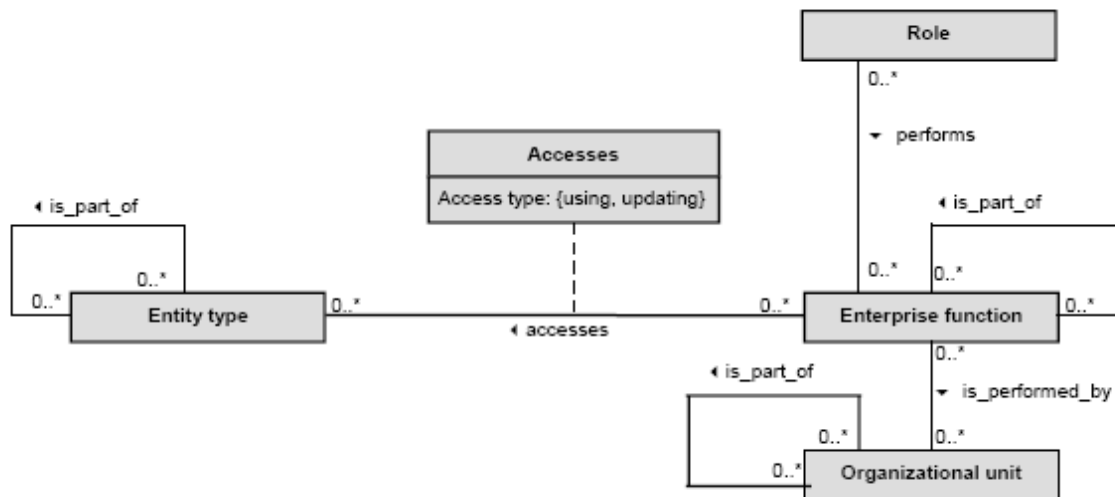 Role
0..*
performs
Accesses
Access type: {using, updating}
is_part_of
is_part_of
0..*
0..*
0..*
0..*
Entity type
0..*
0..*
Enterprise function
0..*
0..*
accesses
0..*
is_part_of
is_performed_by
0..*
0..*
0..*
Organizational unit